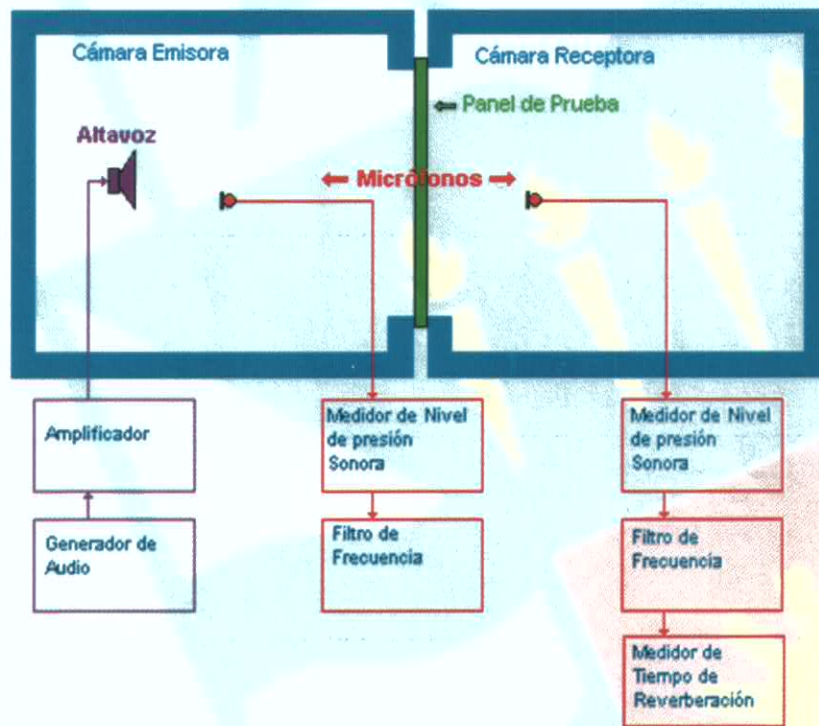 Cámara Emisora
Cámara Receptora
Panel de Prueba
Altavoz
Micrófonos
Amplificador
Medidor de Nivel
de presión
Sonora
Medidor de Nivel
de presión
Sonora
Generador de
Audio
Filtro de
Frecuencia
Filtro de
Frecuencia
Medidor de
Tiempo de
Reverberación